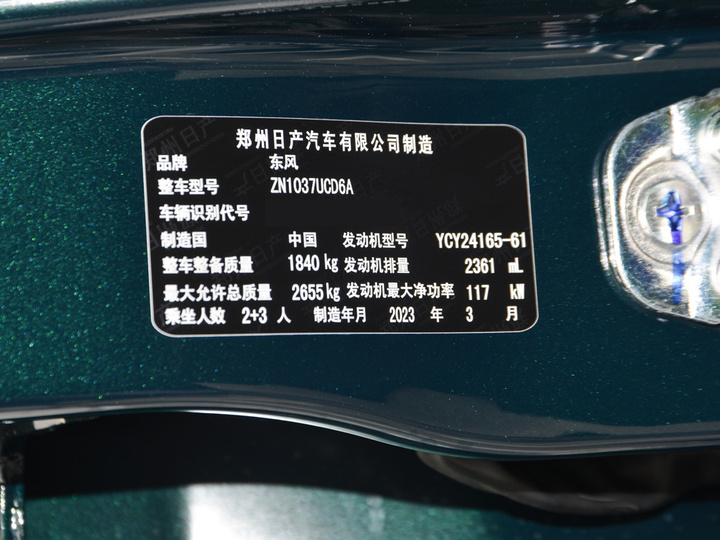 郑州日产汽车有限公司制造
品牌 东风
整车型号 ZN1037UCD6A
车辆识别代号
制造国 中国 发动机型号 YCY24165-61
整车整备质量 1840 kg 发动机排量 2361 mL
最大允许总质量 2655 kg 发动机最大净功率 117 kW
乘坐人数 2+3 人 制造年月 2023 年 3 月